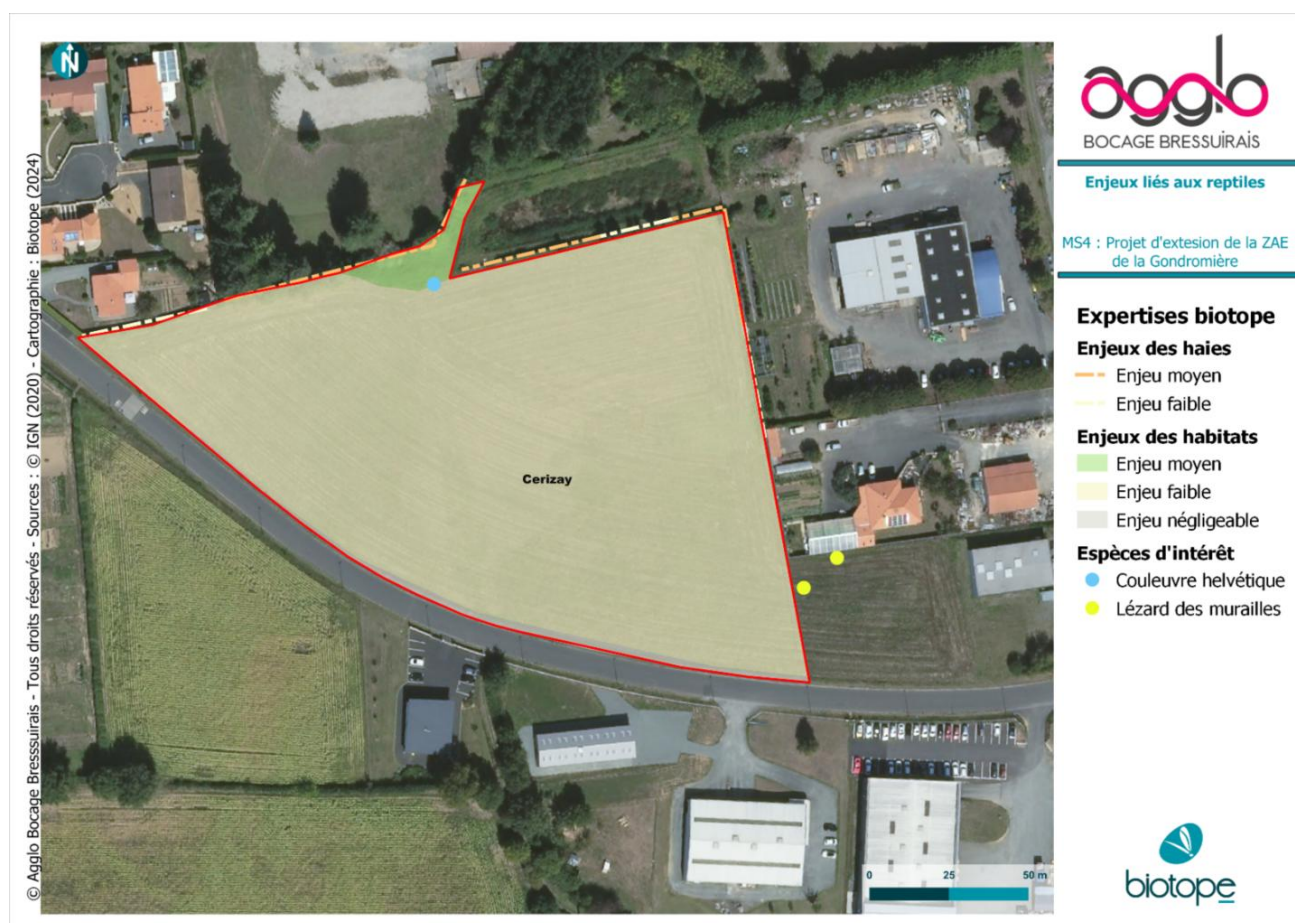 N
© Agglo Bocage Bressuirais - Tous droits réservés - Sources : © IGN (2020) - Cartographie : Biotope (2024)
Cerizay
0 25 50 m
agglo
BOCAGE BRESSUIRAIS
Enjeux liés aux reptiles
MS4 : Projet d'extesion de la ZAE
de la Gondromière
Expertises biotope
Enjeux des haies
Enjeu moyen
Enjeu faible
Enjeux des habitats
Enjeu moyen
Enjeu faible
Enjeu négligeable
Espèces d'intérêt
Couleuvre helvétique
Lézard des murailles
biotope